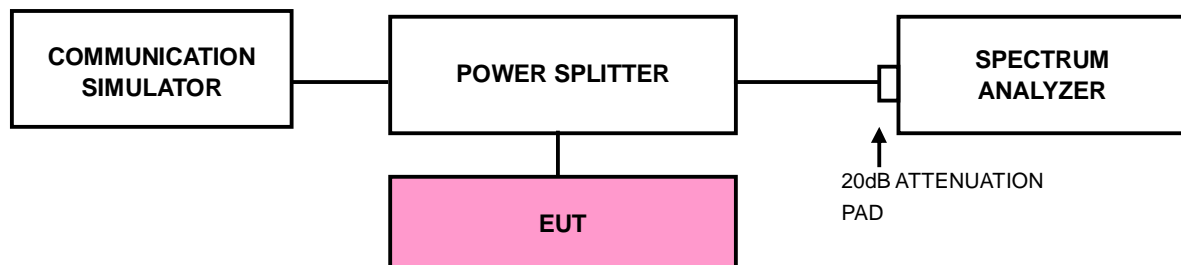 COMMUNICATION
SIMULATOR
POWER SPLITTER
SPECTRUM
ANALYZER
20dB ATTENUATION
PAD
EUT